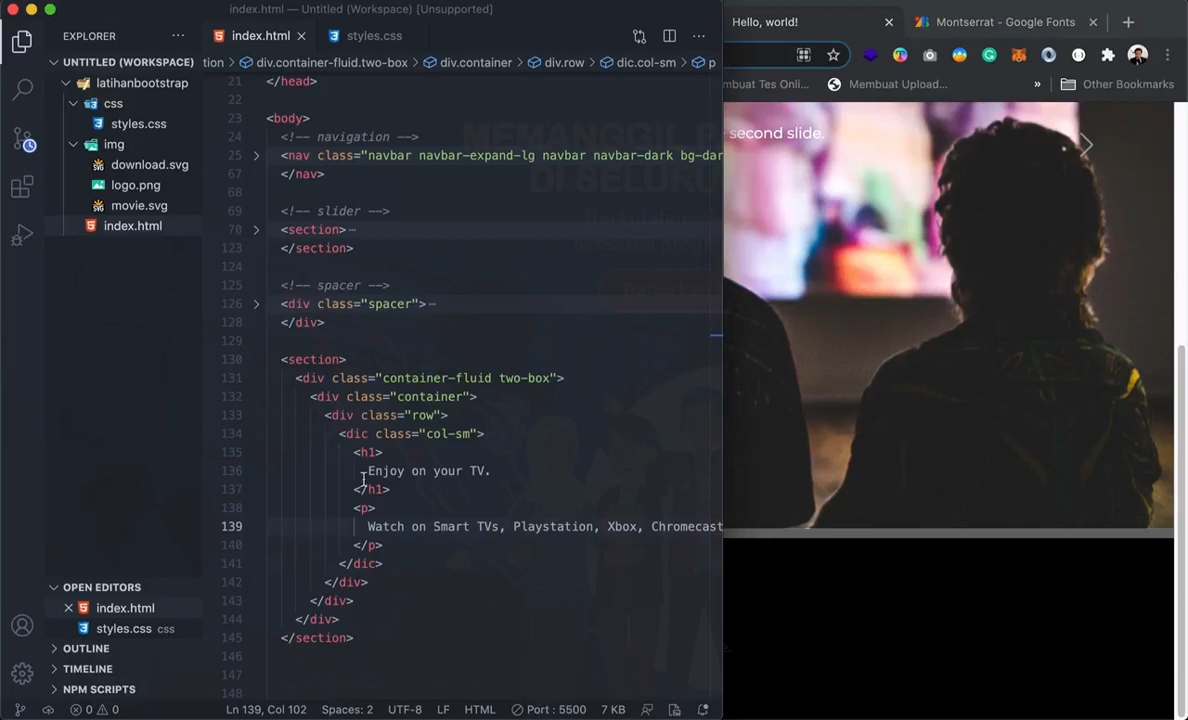 index.html — Untitled (Workspace) [Unsupported]
EXPLORER
UNTITLED (WORKSPACE)
latihanbootstrap
css
styles.css
img
download.svg
logo.png
movie.svg
index.html
OPEN EDITORS
index.html
styles.css css
OUTLINE
TIMELINE
NPM SCRIPTS
index.html
styles.css
tion > div.container-fluid.two-box > div.container > div.row > dic.col-sm > p
21 </head>
22
23 <body>
24 <!-- navigation -->
25 <nav class="navbar navbar-expand-lg navbar navbar-dark bg-dar
67 </nav>
68
69 <!-- slider -->
70 <section>
123 </section>
124
125 <!-- spacer -->
126 <div class="spacer">
128 </div>
129
130 <section>
131 <div class="container-fluid two-box">
132 <div class="container">
133 <div class="row">
134 <dic class="col-sm">
135 <h1>
136 Enjoy on your TV.
137 </h1>
138 <p>
139 Watch on Smart TVs, Playstation, Xbox, Chromecast
140 </p>
141 </dic>
142 </div>
143 </div>
144 </div>
145 </section>
146
147
148
MEMANGGIL
DI SELURU
0 0
Ln 139, Col 102
Spaces: 2
UTF-8
LF
HTML
Port : 5500
7 KB
Hello, world!
Montserrat - Google Fonts
mbuat Tes Onlin...
Membuat Upload...
»
Other Bookmarks
second slide.